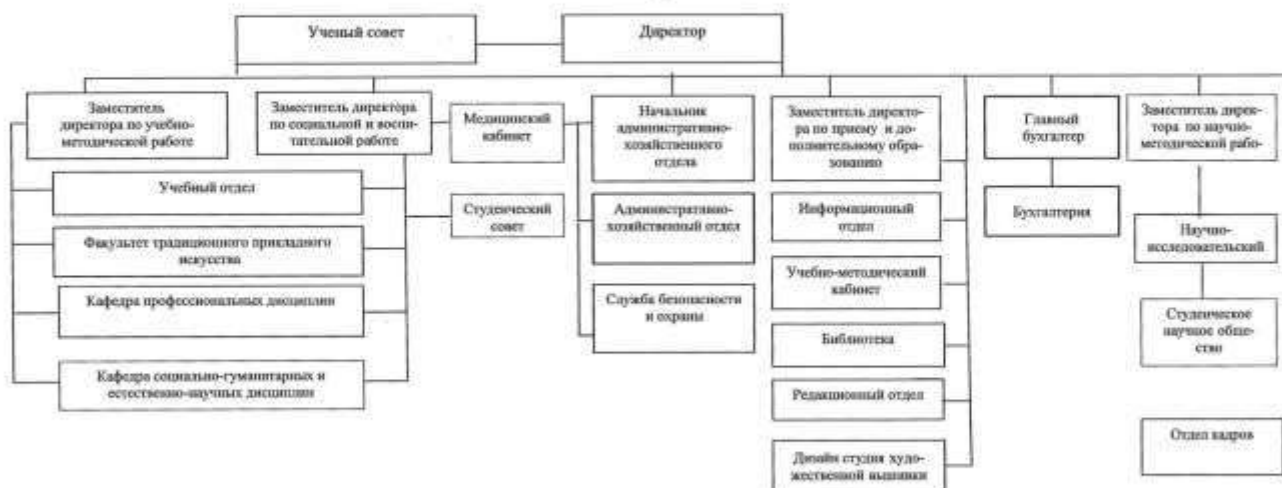 Ученый совет
Директор
Заместитель
директора по учебно-
методической работе
Заместитель директора
по социальной и воспи-
тательной работе
Медицинский
кабинет
Начальник
административно-
хозяйственного
отдела
Заместитель директо-
ра по приему и до-
полнительному обра-
зованию
Главный
бухгалтер
Заместитель дирек-
тора по научно-
методической рабо-
Учебный отдел
Студенческий
совет
Административно-
хозяйственный отдел
Информационный
отдел
Бухгалтерия
Научно-
исследовательский
Факультет традиционного прикладного
искусства
Учебно-методический
кабинет
Кафедра профессиональных дисциплин
Служба безопасности
и охраны
Студенческое
научное обще-
ство
Библиотека
Кафедра социально-гуманитарных и
естественно-научных дисциплин
Редакционный отдел
Отдел кадров
Дизайн студия худо-
жественной вышивки